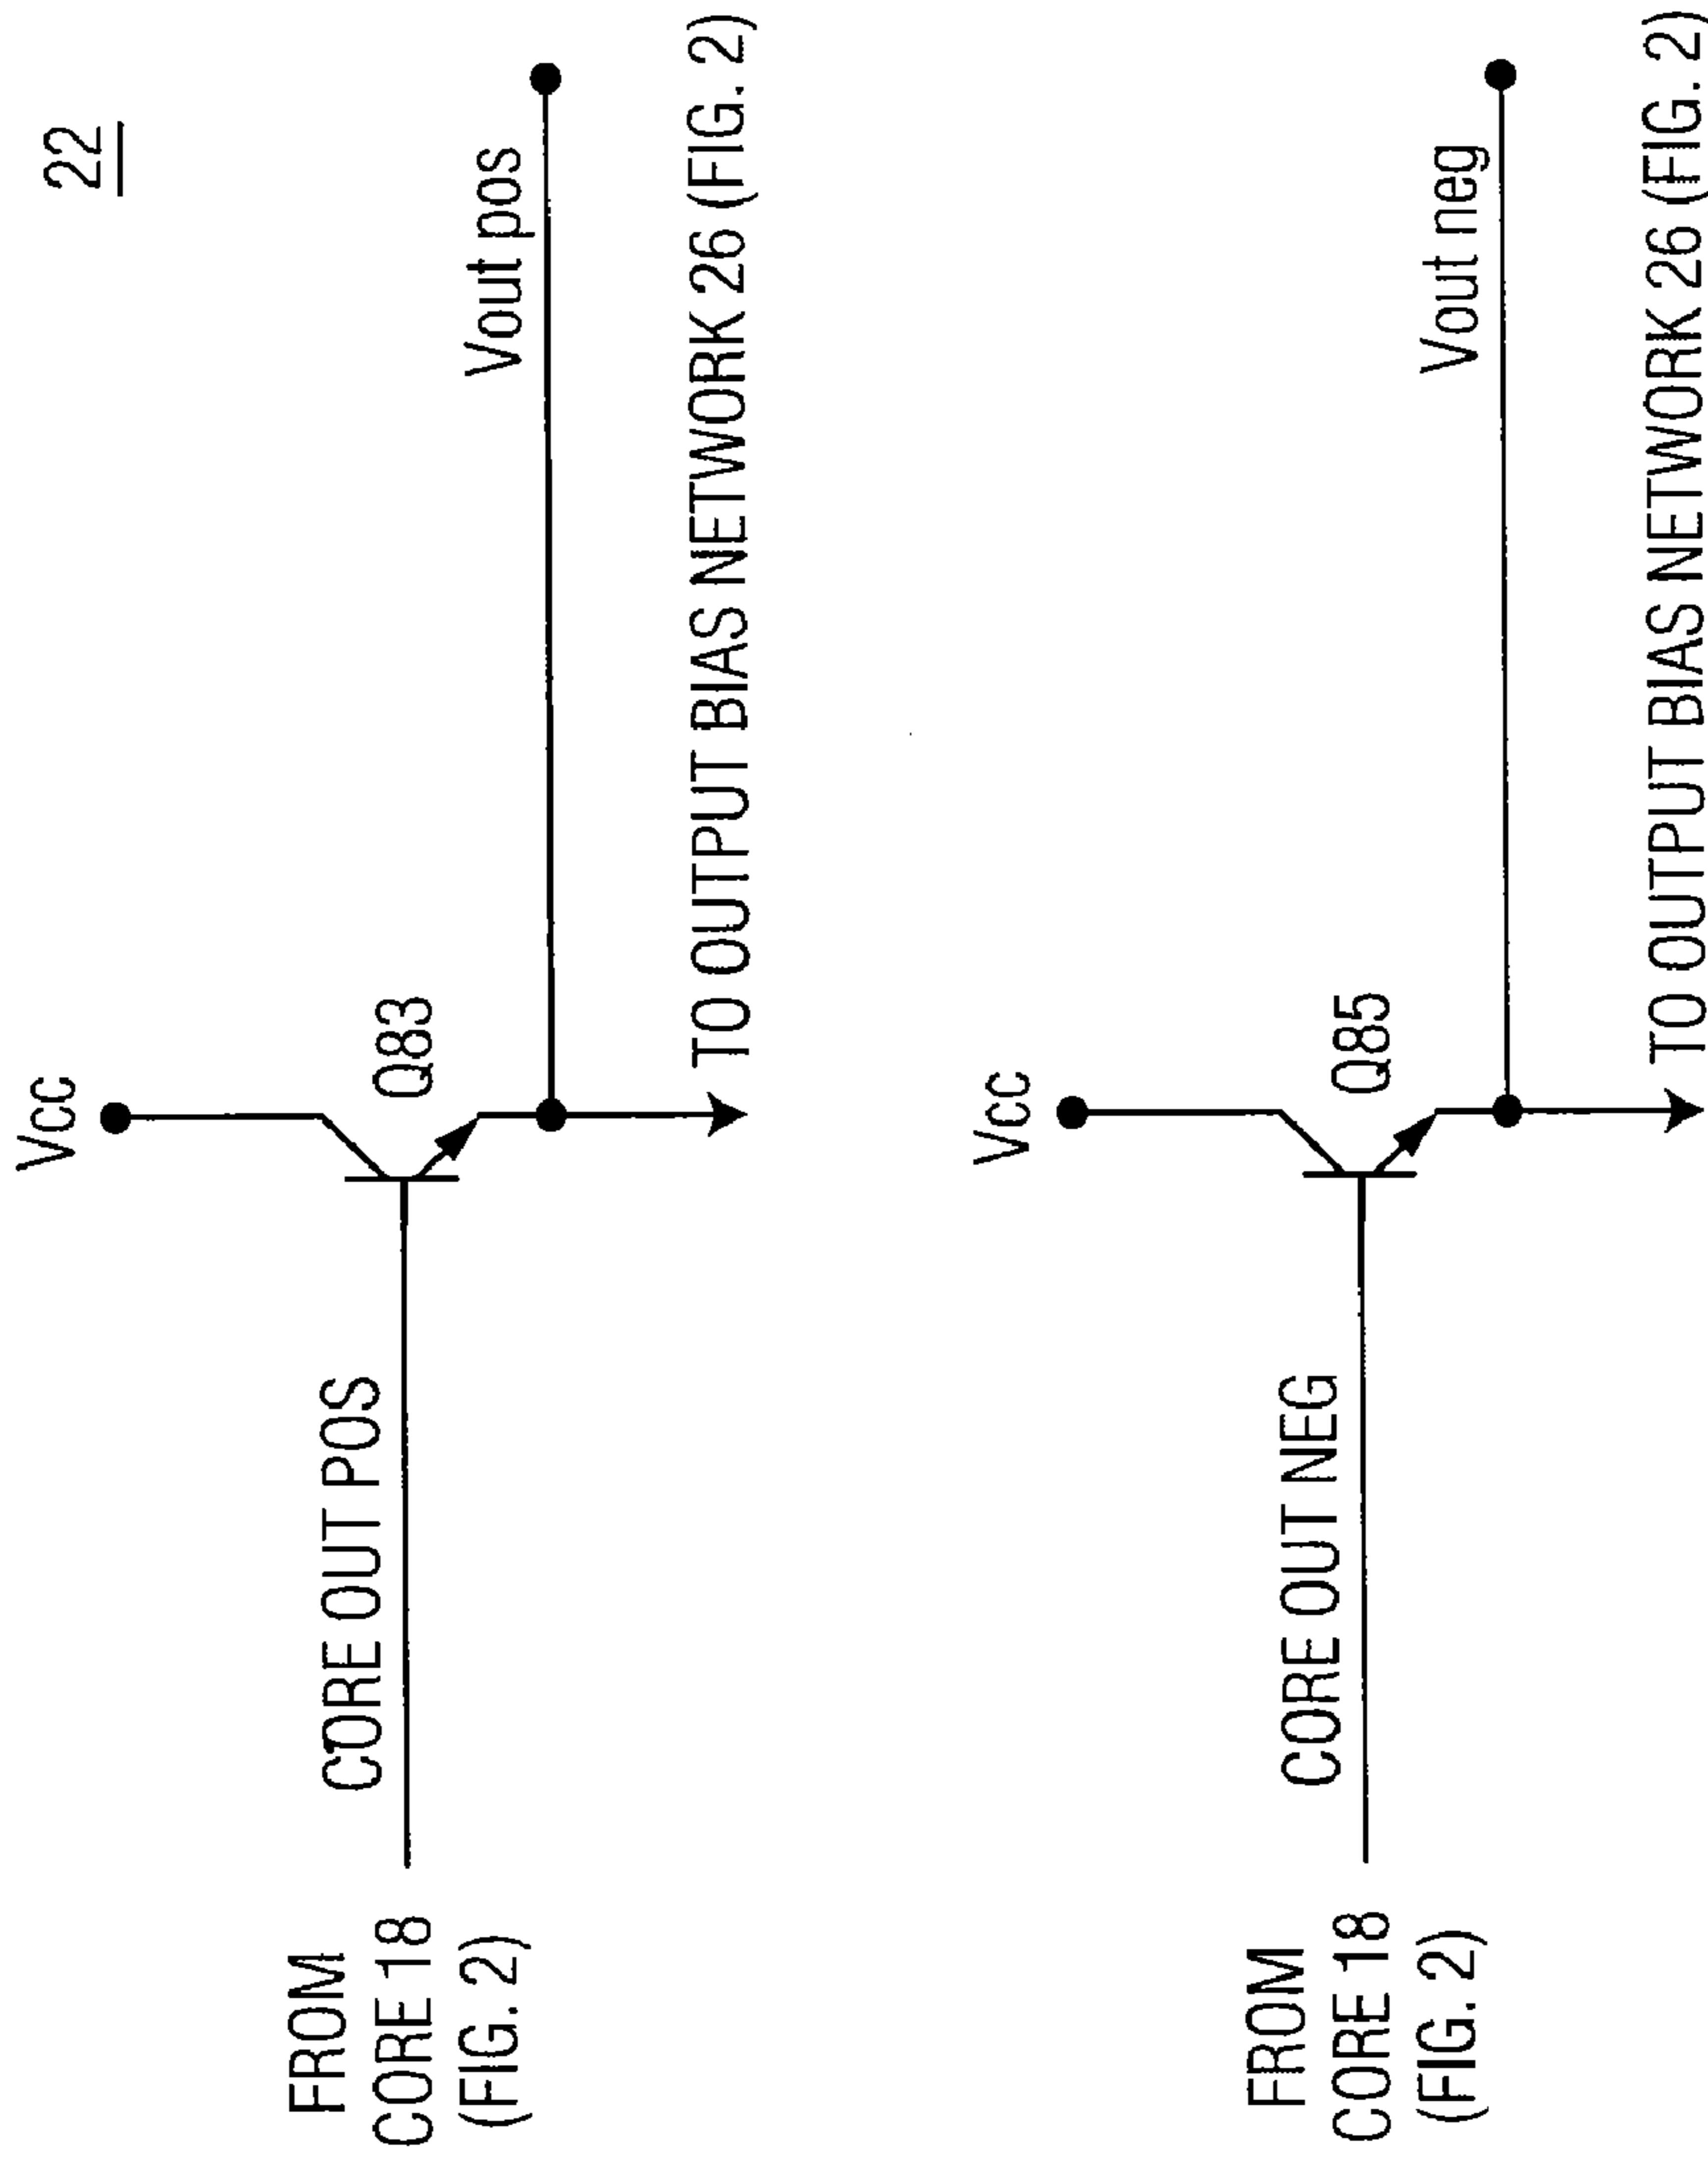 22
Vcc
Q83
CORE OUT POS
Vout pos
FROM
CORE 18
(FIG. 2)
TO OUTPUT BIAS NETWORK 26 (FIG. 2)
Vcc
Q85
CORE OUT NEG
Vout neg
FROM
CORE 18
(FIG. 2)
TO OUTPUT BIAS NETWORK 26 (FIG. 2)